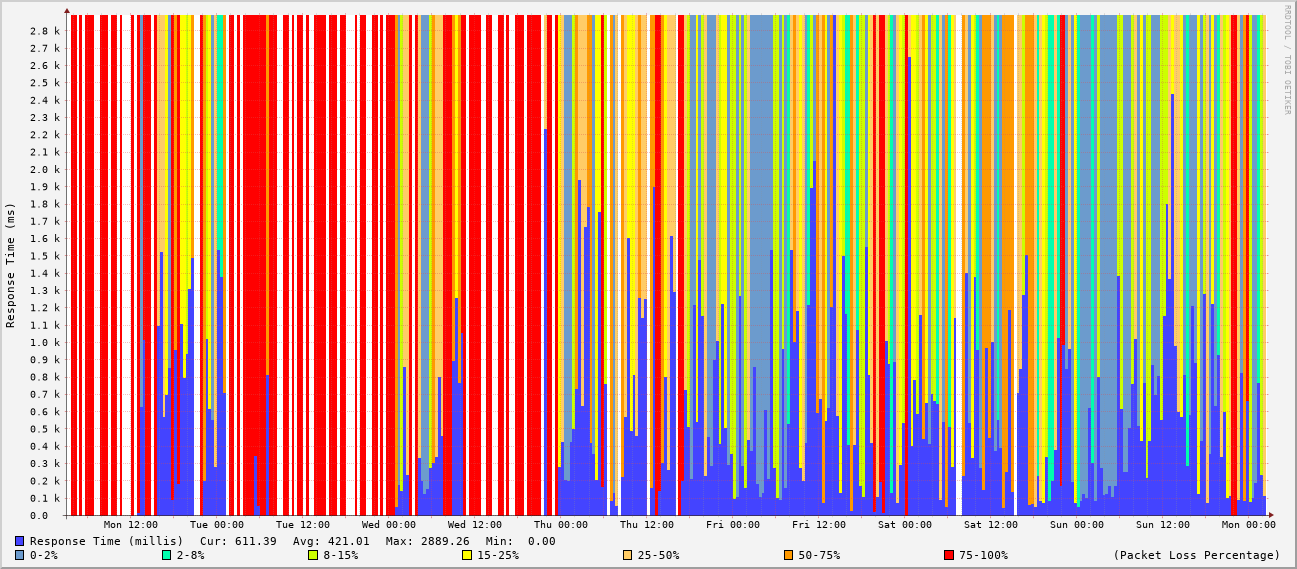 RRDTOOL / TOBI OETIKER
Response Time (ms)
2.8 k
2.7 k
2.6 k
2.5 k
2.4 k
2.3 k
2.2 k
2.1 k
2.0 k
1.9 k
1.8 k
1.7 k
1.6 k
1.5 k
1.4 k
1.3 k
1.2 k
1.1 k
1.0 k
0.9 k
0.8 k
0.7 k
0.6 k
0.5 k
0.4 k
0.3 k
0.2 k
0.1 k
0.0
Mon 12:00 Tue 00:00 Tue 12:00 Wed 00:00 Wed 12:00 Thu 00:00 Thu 12:00 Fri 00:00 Fri 12:00 Sat 00:00 Sat 12:00 Sun 00:00 Sun 12:00 Mon 00:00
Response Time (millis) Cur: 611.39 Avg: 421.01 Max: 2889.26 Min: 0.00
0-2% 2-8% 8-15% 15-25% 25-50% 50-75% 75-100% (Packet Loss Percentage)